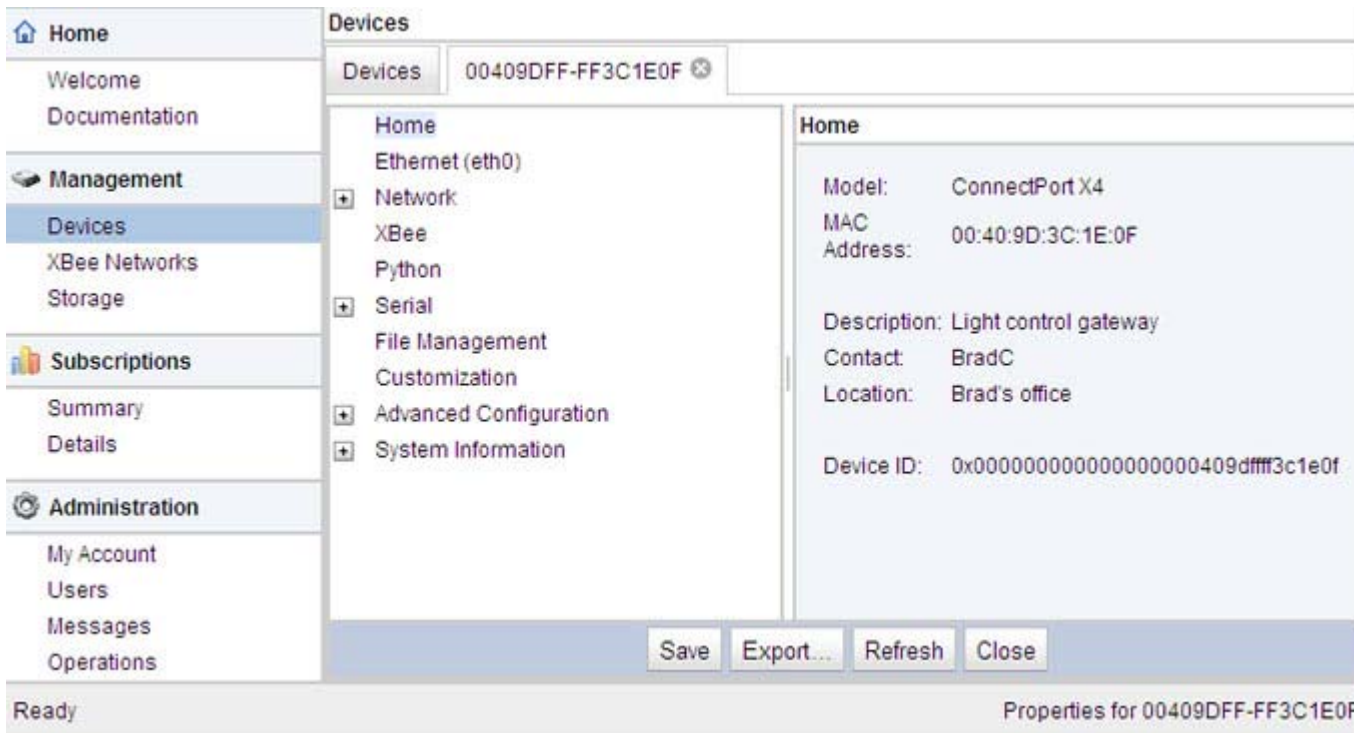 Home
Welcome
Documentation
Management
Devices
XBee Networks
Storage
Subscriptions
Summary
Details
Administration
My Account
Users
Messages
Operations
Devices
Devices
00409DFF-FF3C1E0F
Home
Ethernet (eth0)
Network
XBee
Python
Serial
File Management
Customization
Advanced Configuration
System Information
Home
Model: ConnectPort X4
MAC
Address: 00:40:9D:3C:1E:0F
Description: Light control gateway
Contact: BradC
Location: Brad's office
Device ID: 0x000000000000000000409dffff3c1e0f
Save Export... Refresh Close
Ready
Properties for 00409DFF-FF3C1E0F